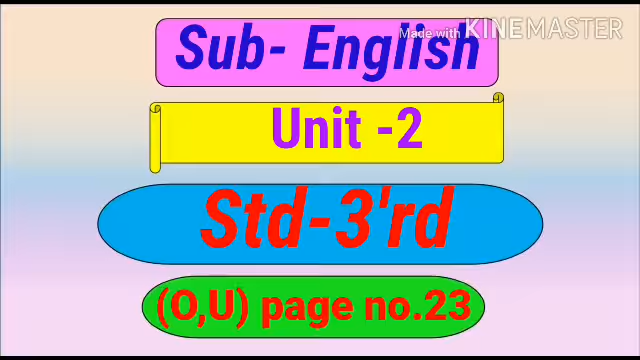 Made with KINEMASTER
Sub- English
Unit -2
Std-3'rd
(O,U) page no.23